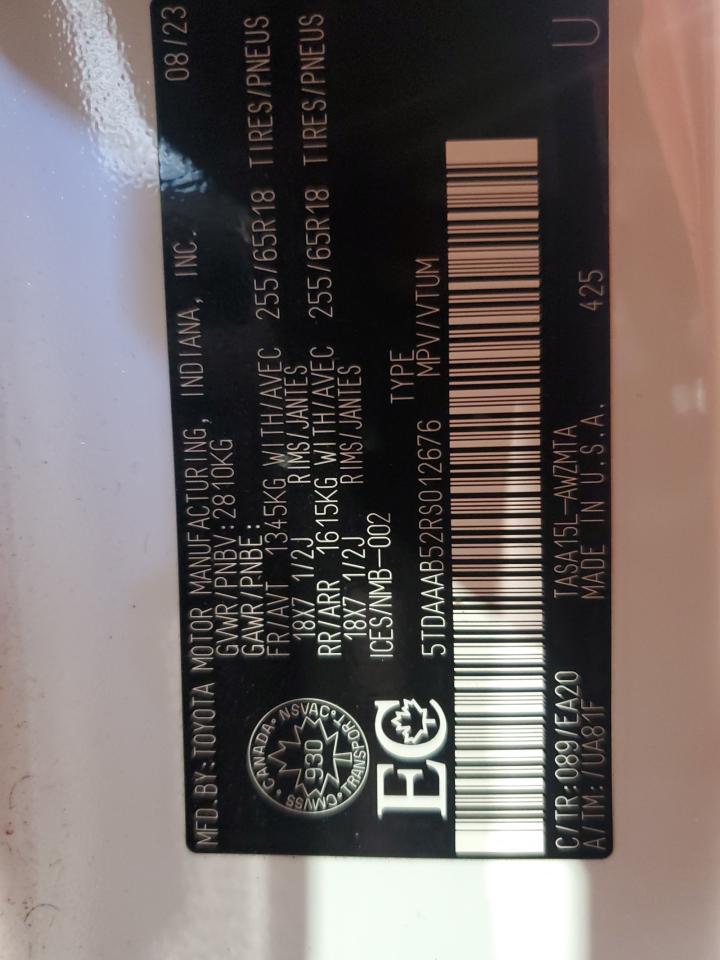 MFD.BY:TOYOTA MOTOR MANUFACTURING, INDIANA, INC. 08/23
GVWR/PNBV:2810KG
GAWR/PNBE:
FR/AVT 1345KG WITH/AVEC 255/65R18 TIRES/PNEUS
18X7 1/2J RIMS/JANTES
RR/ARR 1615KG WITH/AVEC 255/65R18 TIRES/PNEUS
18X7 1/2J RIMS/JANTES
ICES/NMB-002
TYPE
5TDAAAB52RS012676 MPV/VTUM
CANADA • NSVAC • TRANSPORT • CMVSS
930
EC
C/TR:089/EA20 TASA15L-AWZMTA U
A/TM:/UA81F MADE IN U.S.A. 425